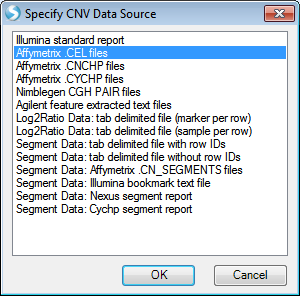 Specify CNV Data Source
Illumina standard report
Affymetrix .CEL files
Affymetrix .CNCHP files
Affymetrix .CYCHP files
Nimblegen CGH PAIR files
Agilent feature extracted text files
Log2Ratio Data: tab delimited file (marker per row)
Log2Ratio Data: tab delimited file (sample per row)
Segment Data: tab delimited file with row IDs
Segment Data: tab delimited file without row IDs
Segment Data: Affymetrix .CN_SEGMENTS files
Segment Data: Illumina bookmark text file
Segment Data: Nexus segment report
Segment Data: Cychp segment report
OK
Cancel